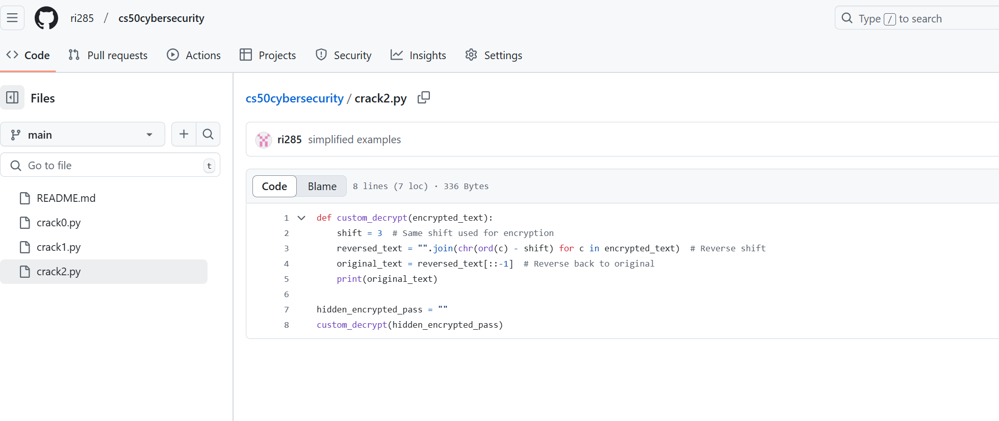 ri285 / cs50cybersecurity
Type / to search
Code Pull requests Actions Projects Security Insights Settings
Files
main
Go to file t
README.md
crack0.py
crack1.py
crack2.py
cs50cybersecurity / crack2.py
ri285 simplified examples
Code Blame 8 lines (7 loc) · 336 Bytes
1 def custom_decrypt(encrypted_text):
2     shift = 3  # Same shift used for encryption
3     reversed_text = "".join(chr(ord(c) - shift) for c in encrypted_text)  # Reverse shift
4     original_text = reversed_text[::-1]  # Reverse back to original
5     print(original_text)
6
7 hidden_encrypted_pass = ""
8 custom_decrypt(hidden_encrypted_pass)